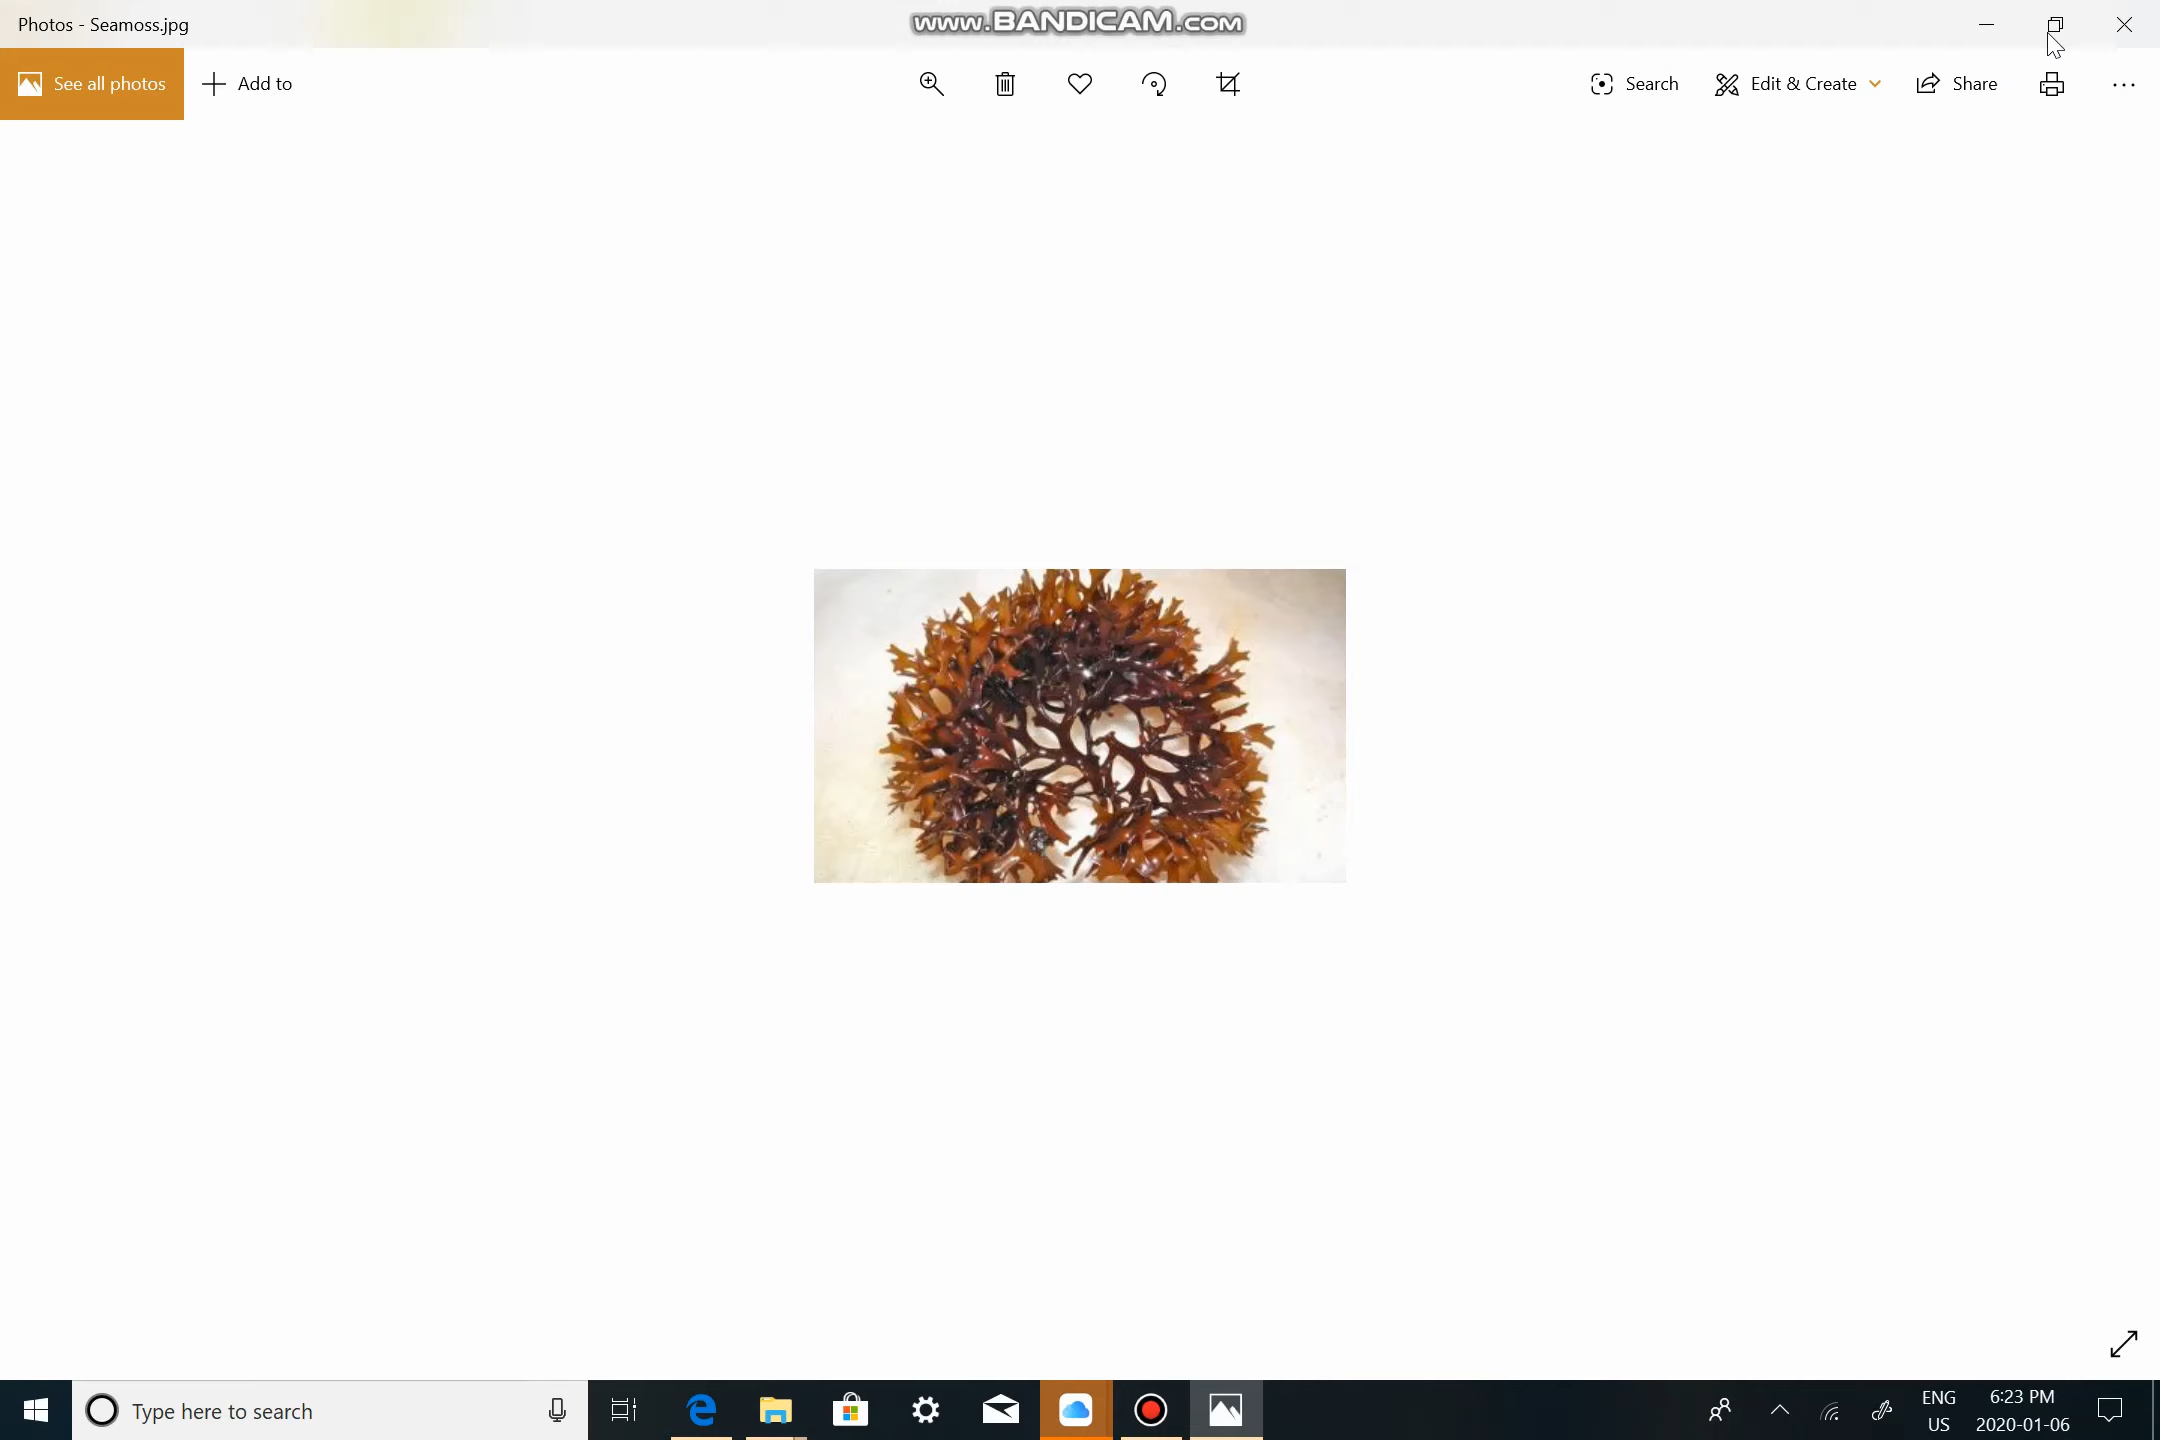 Photos - Seamoss.jpg
www.BANDICAM.com
See all photos
Add to
Search
Edit & Create
Share
Type here to search
ENG
US
6:23 PM
2020-01-06